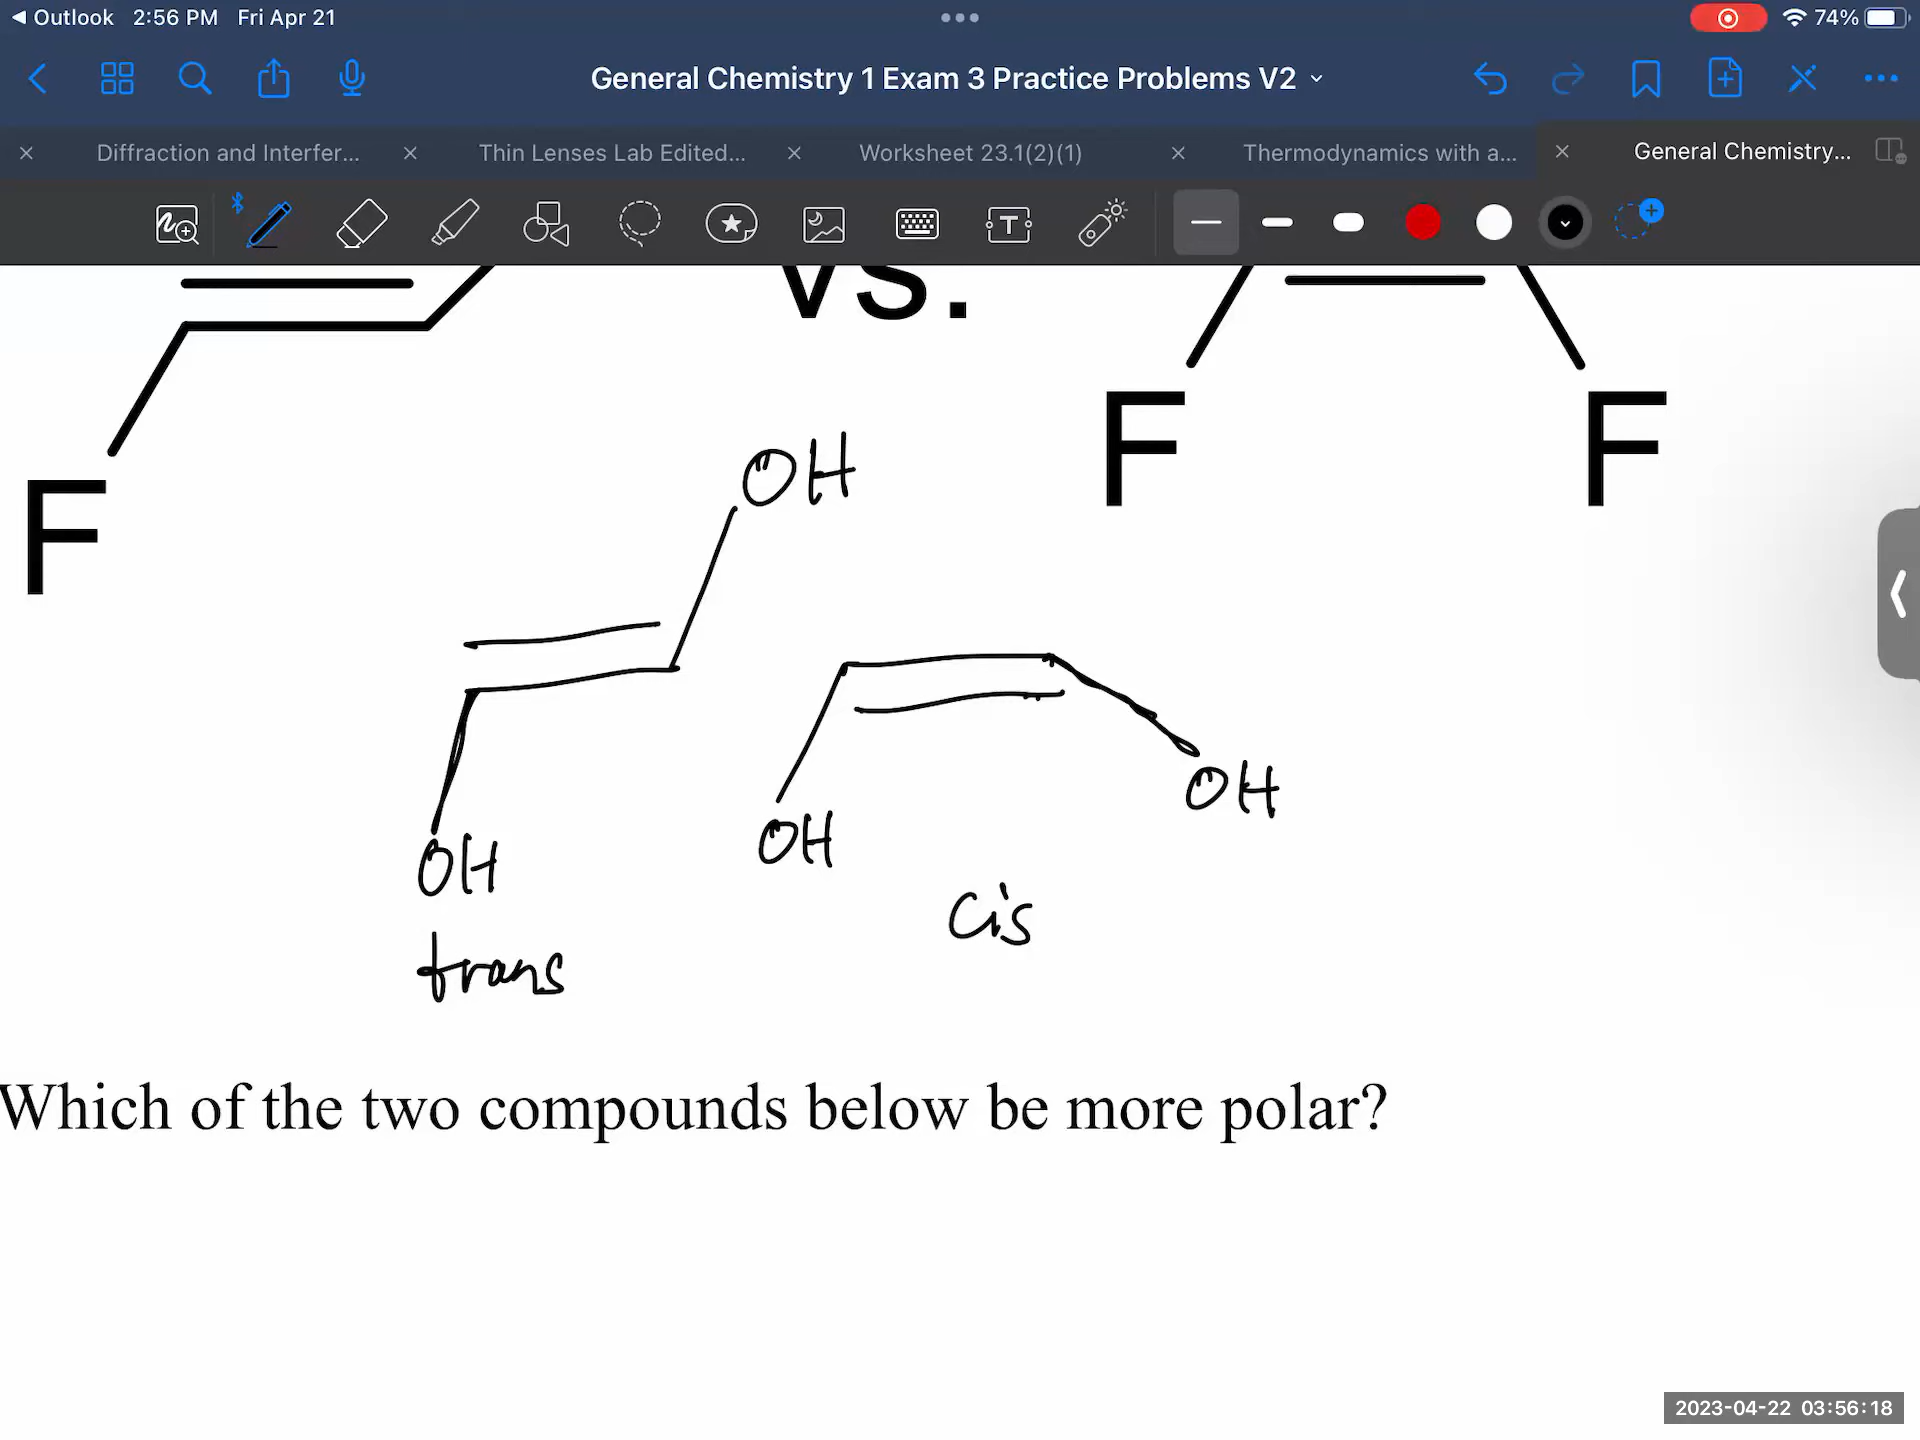 Outlook 2:56 PM Fri Apr 21 74%
General Chemistry 1 Exam 3 Practice Problems V2
Diffraction and Interfer... Thin Lenses Lab Edited... Worksheet 23.1(2)(1) Thermodynamics with a... General Chemistry...
T
vs.
F
F
F
OH
OH
OH
OH
trans
cis
Which of the two compounds below be more polar?
2023-04-22 03:56:18